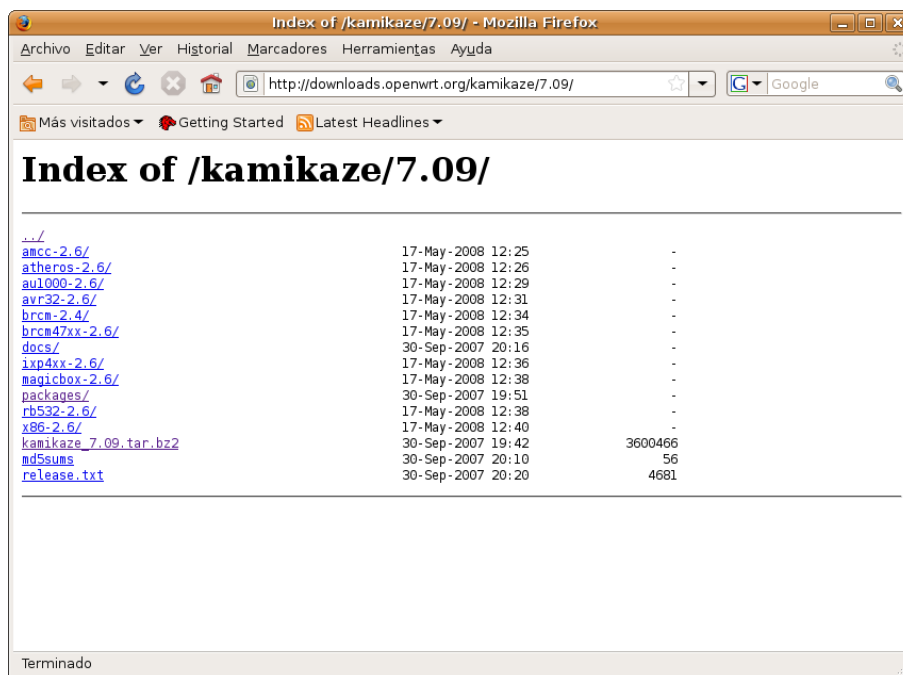 Index of /kamikaze/7.09/ - Mozilla Firefox
Archivo Editar Ver Historial Marcadores Herramientas Ayuda
http://downloads.openwrt.org/kamikaze/7.09/ G Google
Más visitados Getting Started Latest Headlines
Index of /kamikaze/7.09/
../
amcc-2.6/ 17-May-2008 12:25 -
atheros-2.6/ 17-May-2008 12:26 -
au1000-2.6/ 17-May-2008 12:29 -
avr32-2.6/ 17-May-2008 12:31 -
brcm-2.4/ 17-May-2008 12:34 -
brcm47xx-2.6/ 17-May-2008 12:35 -
docs/ 30-Sep-2007 20:16 -
ixp4xx-2.6/ 17-May-2008 12:36 -
magicbox-2.6/ 17-May-2008 12:38 -
packages/ 30-Sep-2007 19:51 -
rb532-2.6/ 17-May-2008 12:38 -
x86-2.6/ 17-May-2008 12:40 -
kamikaze_7.09.tar.bz2 30-Sep-2007 19:42 3600466
md5sums 30-Sep-2007 20:10 56
release.txt 30-Sep-2007 20:20 4681
Terminado